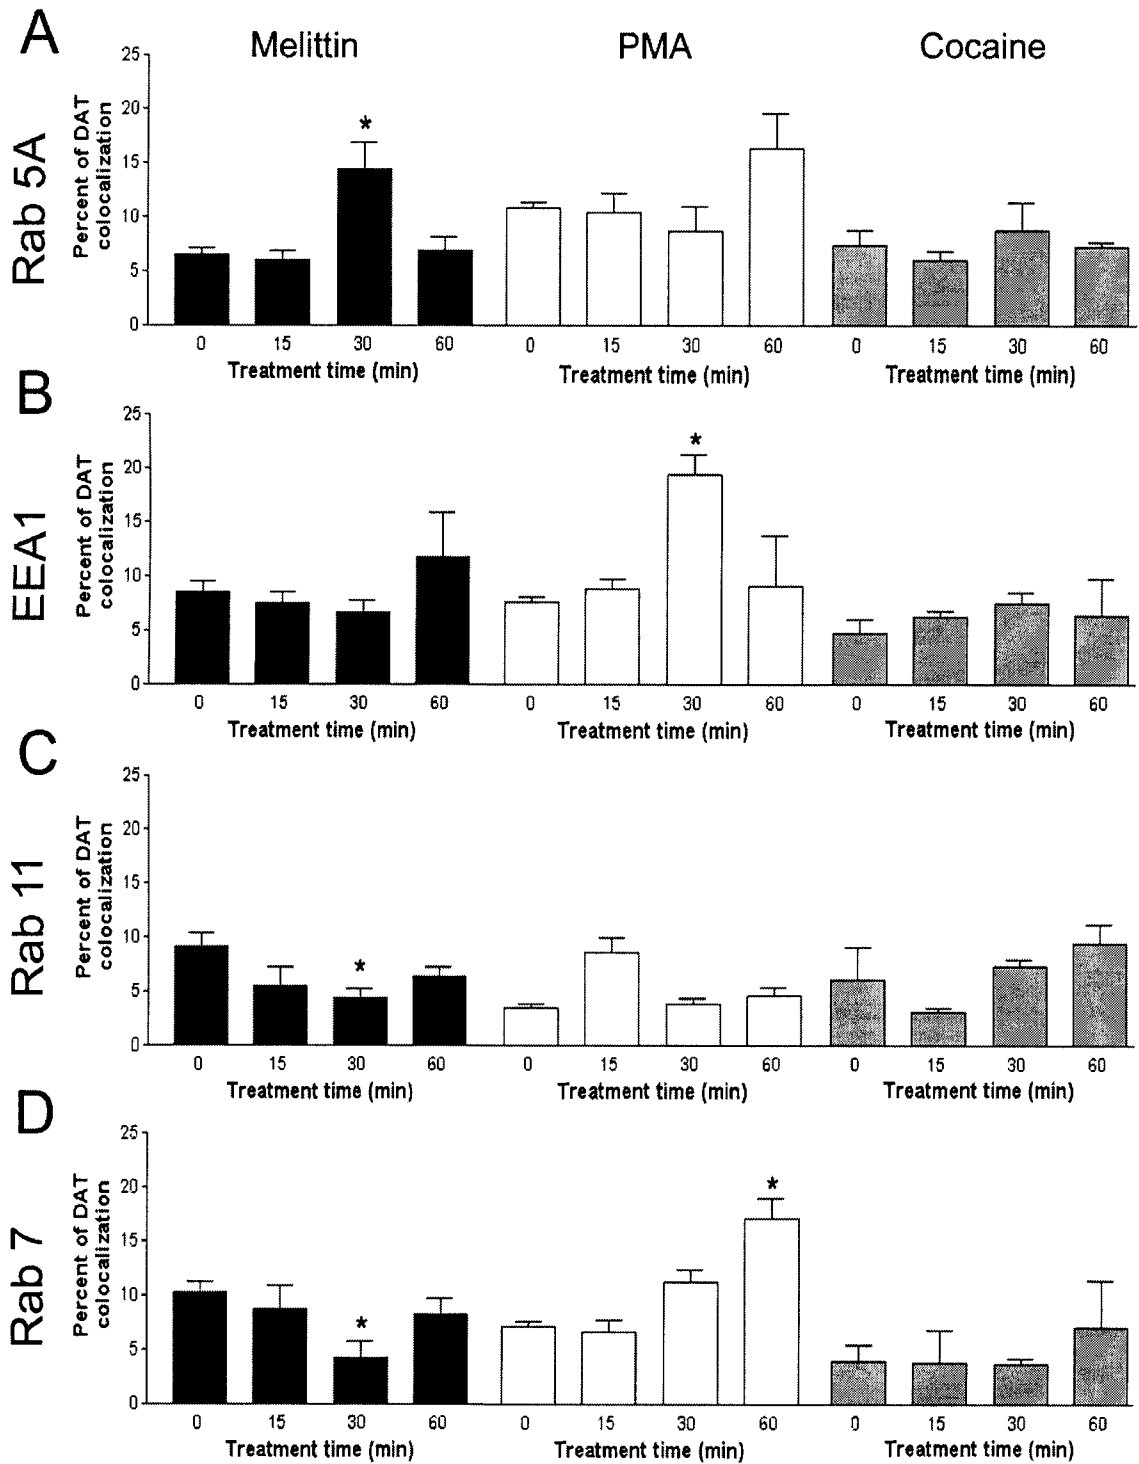 A
Melittin PMA Cocaine
Rab 5A
Percent of DAT
colocalization
25
20
15
10
5
0
*
0 15 30 60 0 15 30 60 0 15 30 60
Treatment time (min) Treatment time (min) Treatment time (min)
B
EEA1
Percent of DAT
colocalization
25
20
15
10
5
0
*
0 15 30 60 0 15 30 60 0 15 30 60
Treatment time (min) Treatment time (min) Treatment time (min)
C
Rab 11
Percent of DAT
colocalization
25
20
15
10
5
0
*
0 15 30 60 0 15 30 60 0 15 30 60
Treatment time (min) Treatment time (min) Treatment time (min)
D
Rab 7
Percent of DAT
colocalization
25
20
15
10
5
0
* *
0 15 30 60 0 15 30 60 0 15 30 60
Treatment time (min) Treatment time (min) Treatment time (min)